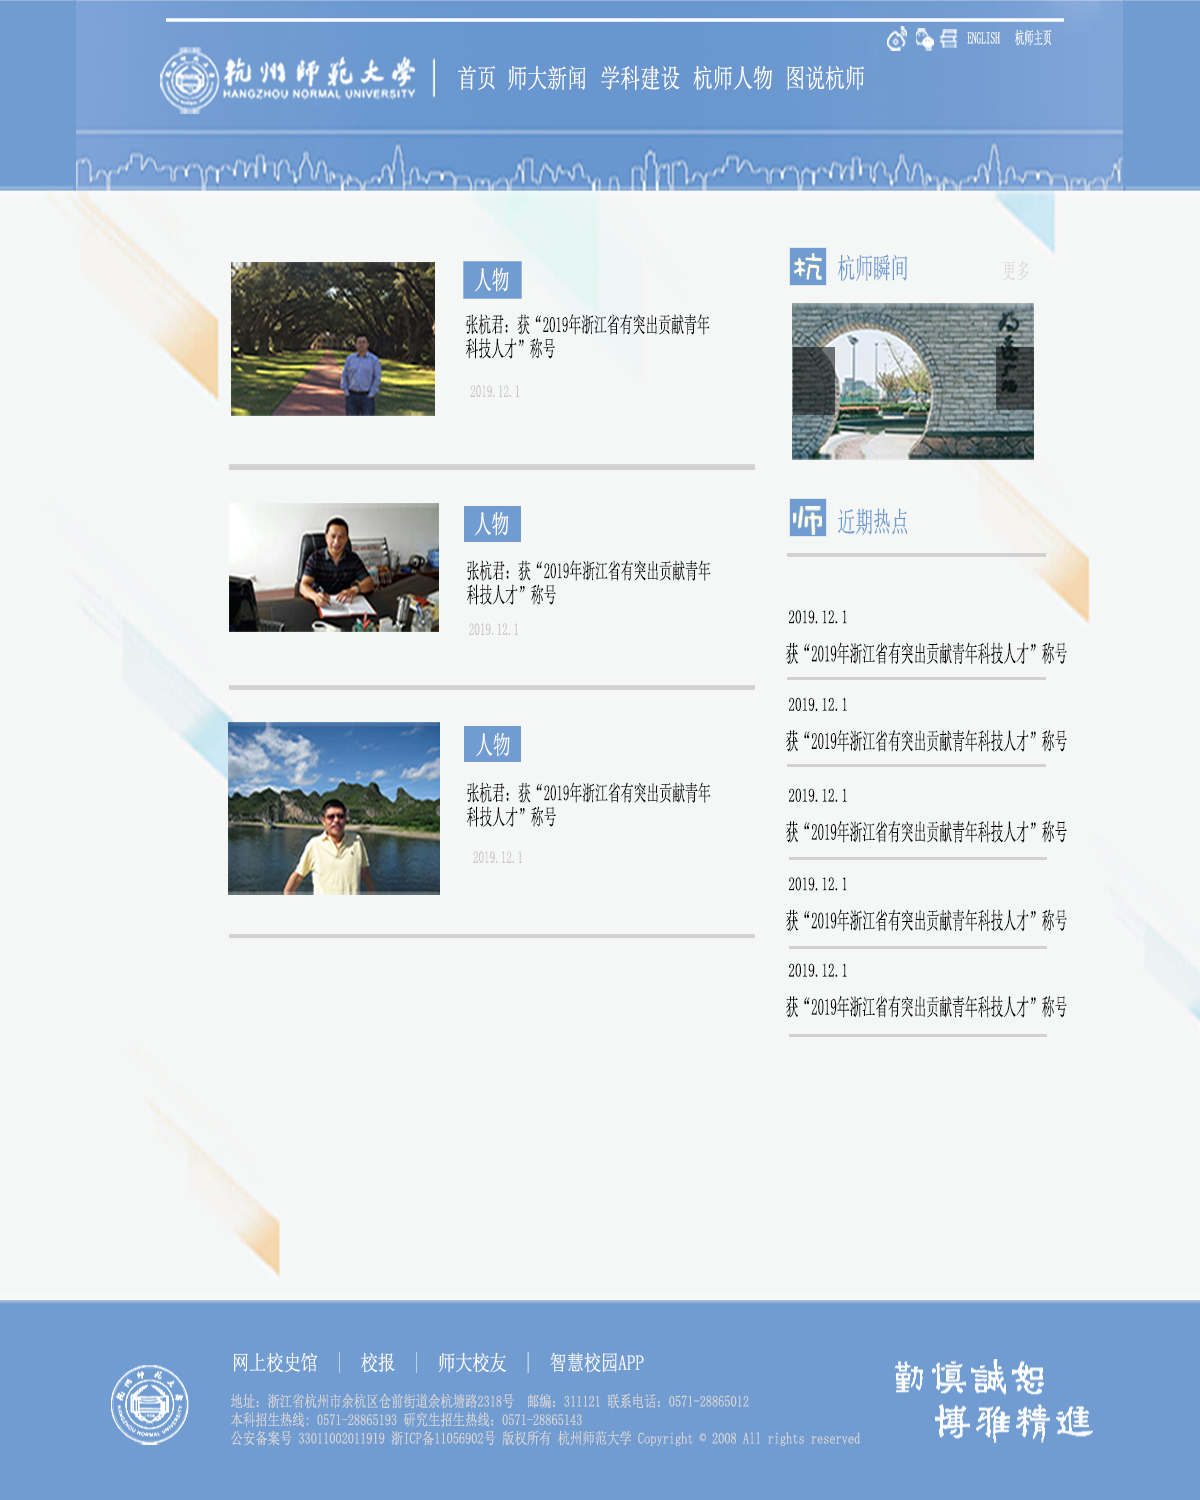 ENGLISH 杭师主页
杭州师范大学
HANGZHOU NORMAL UNIVERSITY
首页 师大新闻 学科建设 杭师人物 图说杭师
人物
张杭君：获“2019年浙江省有突出贡献青年
科技人才”称号
2019.12.1
人物
张杭君：获“2019年浙江省有突出贡献青年
科技人才”称号
2019.12.1
人物
张杭君：获“2019年浙江省有突出贡献青年
科技人才”称号
2019.12.1
杭 杭师瞬间 更多
师 近期热点
2019.12.1
获“2019年浙江省有突出贡献青年科技人才”称号
2019.12.1
获“2019年浙江省有突出贡献青年科技人才”称号
2019.12.1
获“2019年浙江省有突出贡献青年科技人才”称号
2019.12.1
获“2019年浙江省有突出贡献青年科技人才”称号
2019.12.1
获“2019年浙江省有突出贡献青年科技人才”称号
网上校史馆 | 校报 | 师大校友 | 智慧校园APP
地址：浙江省杭州市余杭区仓前街道余杭塘路2318号 邮编：311121 联系电话：0571-28865012
本科招生热线：0571-28865193 研究生招生热线：0571-28865143
公安备案号 33011002011919 浙ICP备11056902号 版权所有 杭州师范大学 Copyright © 2008 All rights reserved
杭州师范大学
HANGZHOU NORMAL UNIVERSITY
勤慎誠恕
博雅精進